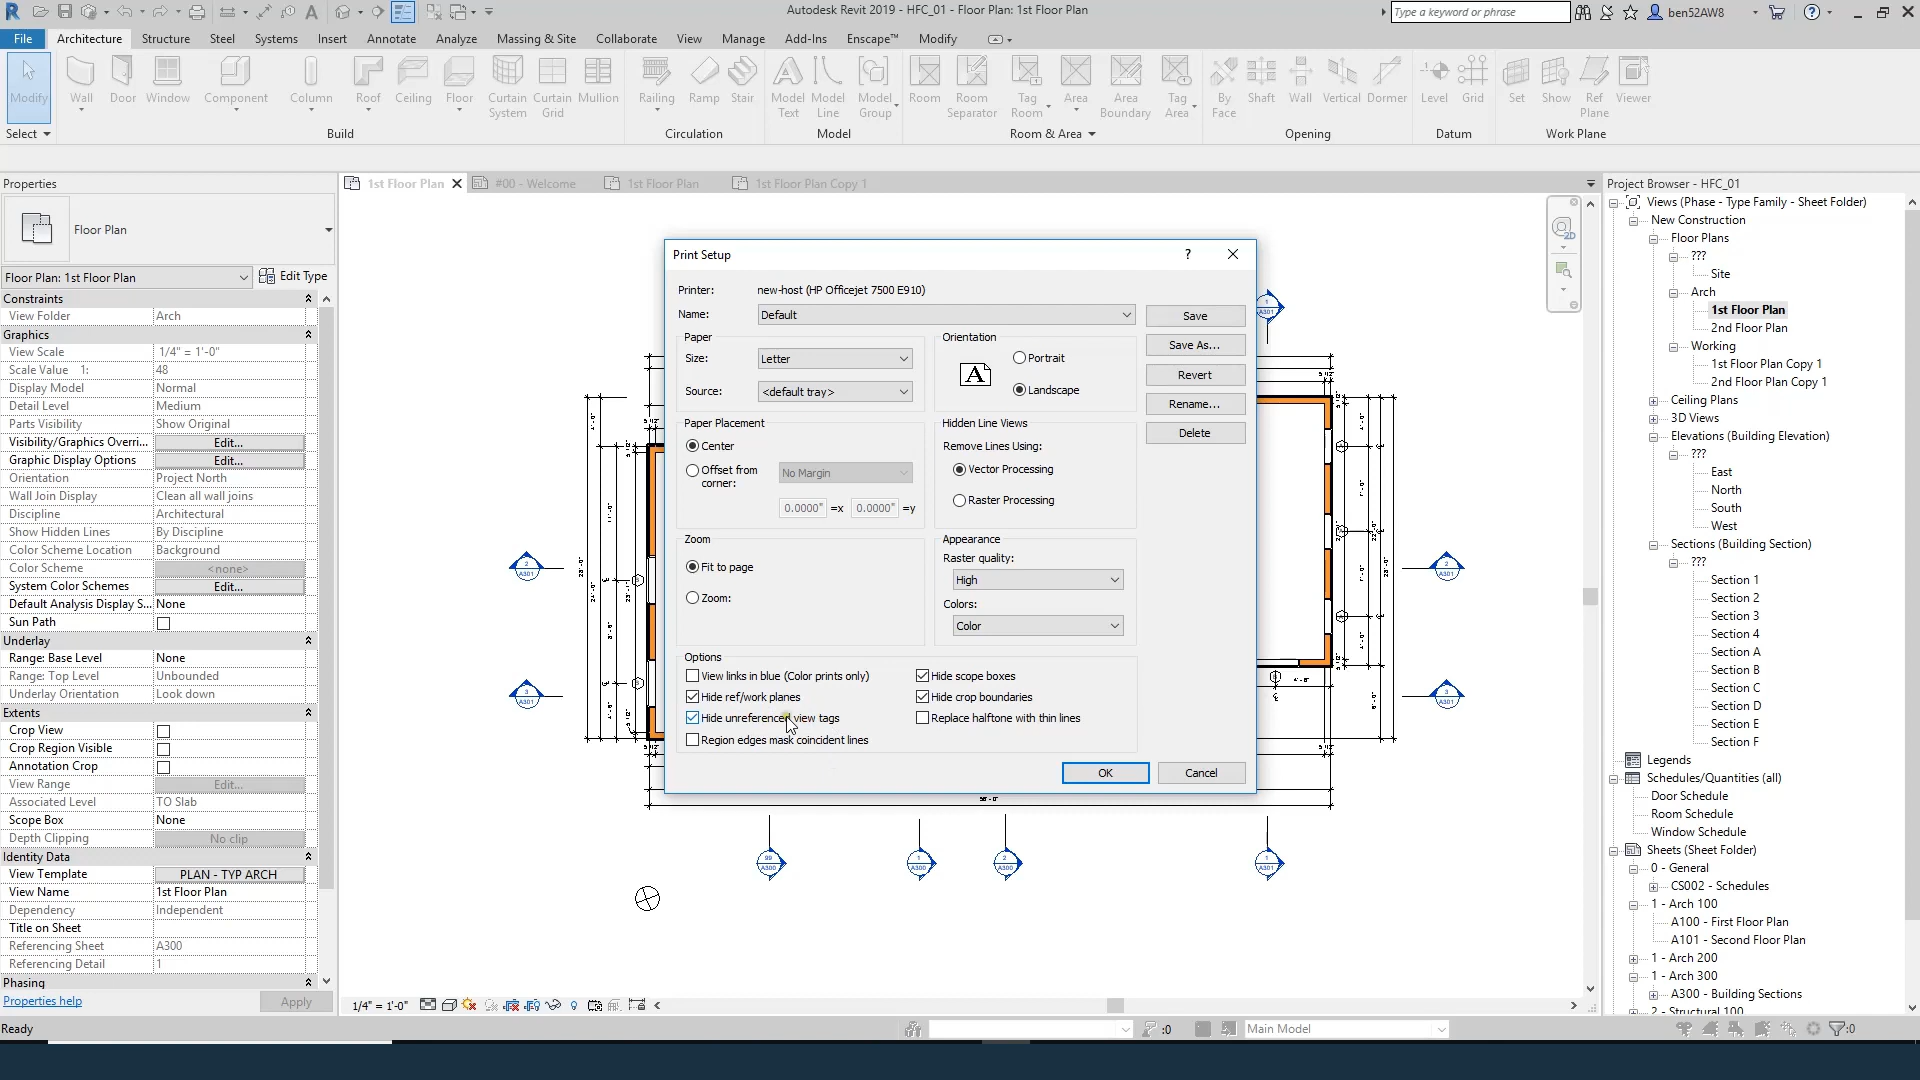 Autodesk Revit 2019 - HFC_01 - Floor Plan: 1st Floor Plan
Type a keyword or phrase
ben52AW8
File Architecture Structure Steel Systems Insert Annotate Analyze Massing & Site Collaborate View Manage Add-Ins Enscape™ Modify
Modify Wall Door Window Component Column Roof Ceiling Floor Curtain System Curtain Grid Mullion Railing Ramp Stair Model Text Model Line Model Group Room Room Separator Tag Room Area Area Boundary Tag Area By Face Shaft Wall Vertical Dormer Level Grid Set Show Ref Plane Viewer
Select Build Circulation Model Room & Area Opening Datum Work Plane
Properties
Floor Plan
Floor Plan: 1st Floor Plan Edit Type
Constraints
View Folder Arch
Graphics
View Scale 1/4" = 1'-0"
Scale Value 1: 48
Display Model Normal
Detail Level Medium
Parts Visibility Show Original
Visibility/Graphics Overri... Edit...
Graphic Display Options Edit...
Orientation Project North
Wall Join Display Clean all wall joins
Discipline Architectural
Show Hidden Lines By Discipline
Color Scheme Location Background
Color Scheme <none>
System Color Schemes Edit...
Default Analysis Display S... None
Sun Path
Underlay
Range: Base Level None
Range: Top Level Unbounded
Underlay Orientation Look down
Extents
Crop View
Crop Region Visible
Annotation Crop
View Range Edit...
Associated Level TO Slab
Scope Box None
Depth Clipping No clip
Identity Data
View Template PLAN - TYP ARCH
View Name 1st Floor Plan
Dependency Independent
Title on Sheet
Referencing Sheet A300
Referencing Detail 1
Phasing
Properties help Apply
Ready
1st Floor Plan #00 - Welcome 1st Floor Plan 1st Floor Plan Copy 1
2D
Print Setup
Printer: new-host (HP Officejet 7500 E910)
Name: Default
Paper
Size: Letter
Source: <default tray>
Orientation
A
Portrait
Landscape
Save
Save As...
Revert
Rename...
Delete
Paper Placement
Center
Offset from corner: No Margin
0.0000" =x 0.0000" =y
Hidden Line Views
Remove Lines Using:
Vector Processing
Raster Processing
Zoom
Fit to page
Zoom:
Appearance
Raster quality:
High
Colors:
Color
Options
View links in blue (Color prints only)
Hide ref/work planes
Hide unreferenced view tags
Region edges mask coincident lines
Hide scope boxes
Hide crop boundaries
Replace halftone with thin lines
OK Cancel
1/4" = 1'-0"
:0
Main Model
:0
Project Browser - HFC_01
Views (Phase - Type Family - Sheet Folder)
New Construction
Floor Plans
???
Site
Arch
1st Floor Plan
2nd Floor Plan
Working
1st Floor Plan Copy 1
2nd Floor Plan Copy 1
Ceiling Plans
3D Views
Elevations (Building Elevation)
???
East
North
South
West
Sections (Building Section)
???
Section 1
Section 2
Section 3
Section 4
Section A
Section B
Section C
Section D
Section E
Section F
Legends
Schedules/Quantities (all)
Door Schedule
Room Schedule
Window Schedule
Sheets (Sheet Folder)
0 - General
CS002 - Schedules
1 - Arch 100
A100 - First Floor Plan
A101 - Second Floor Plan
1 - Arch 200
1 - Arch 300
A300 - Building Sections
2 - Structural 100